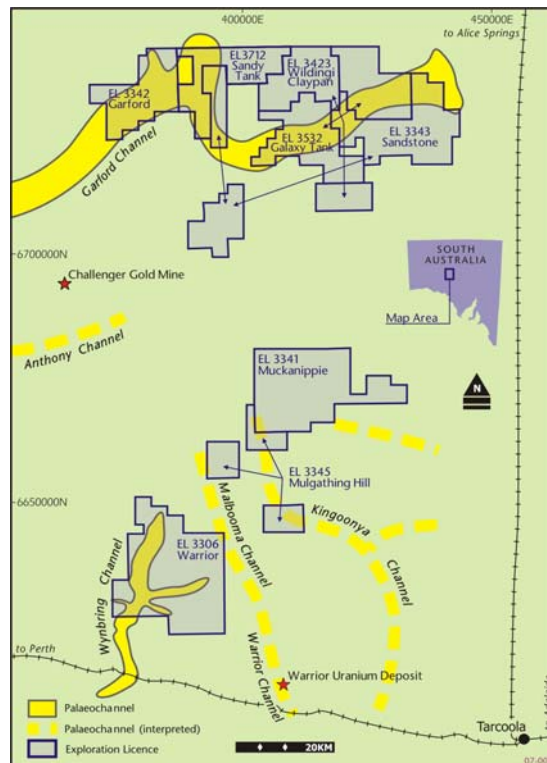 400000E
450000E
to Alice Springs
EL3712
Sandy
Tank
EL 3423
Wildingi
Claypan
EL 3342
Garford
EL 3532
Galaxy Tank
EL 3343
Sandstone
Garford Channel
6700000N
SOUTH
AUSTRALIA
Map Area
Challenger Gold Mine
Anthony Channel
N
EL 3341
Muckanippie
EL 3345
Mulgathing Hill
6650000N
Malbooma Channel
Kingoonya
Channel
EL 3306
Warrior
Wynbring Channel
to Perth
Warrior Channel
Warrior Uranium Deposit
Palaeochannel
Palaeochannel (interpreted)
Exploration Licence
20KM
Tarcoola